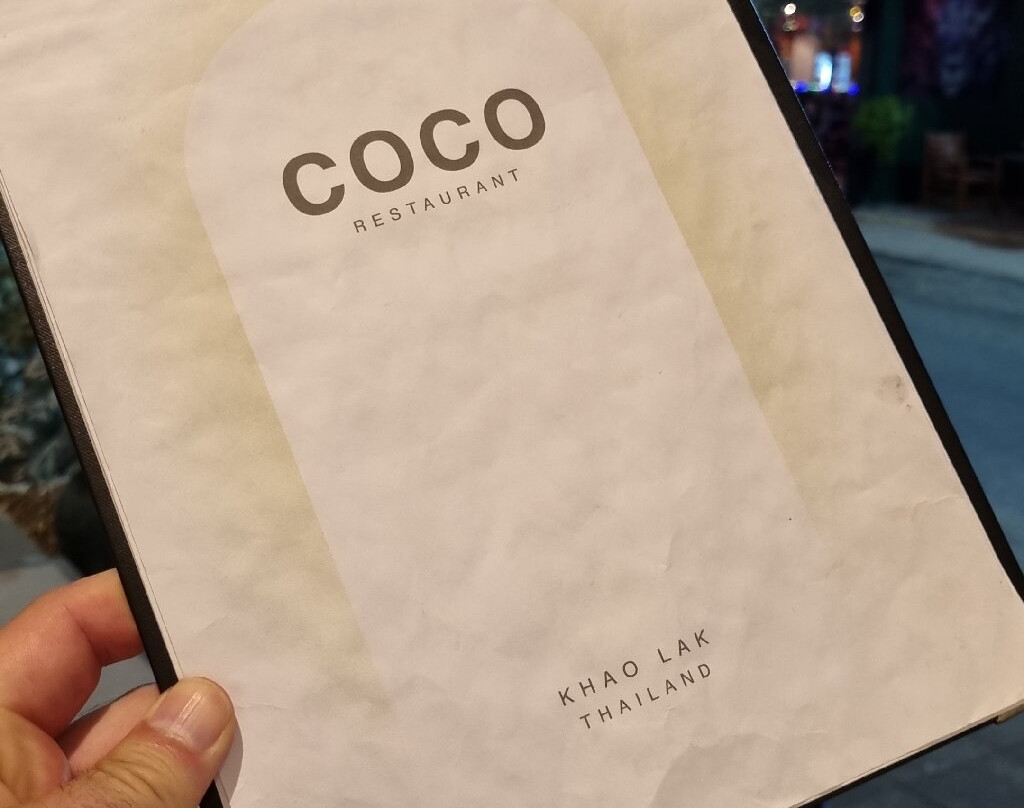 COCO
RESTAURANT
KHAO LAK
THAILAND